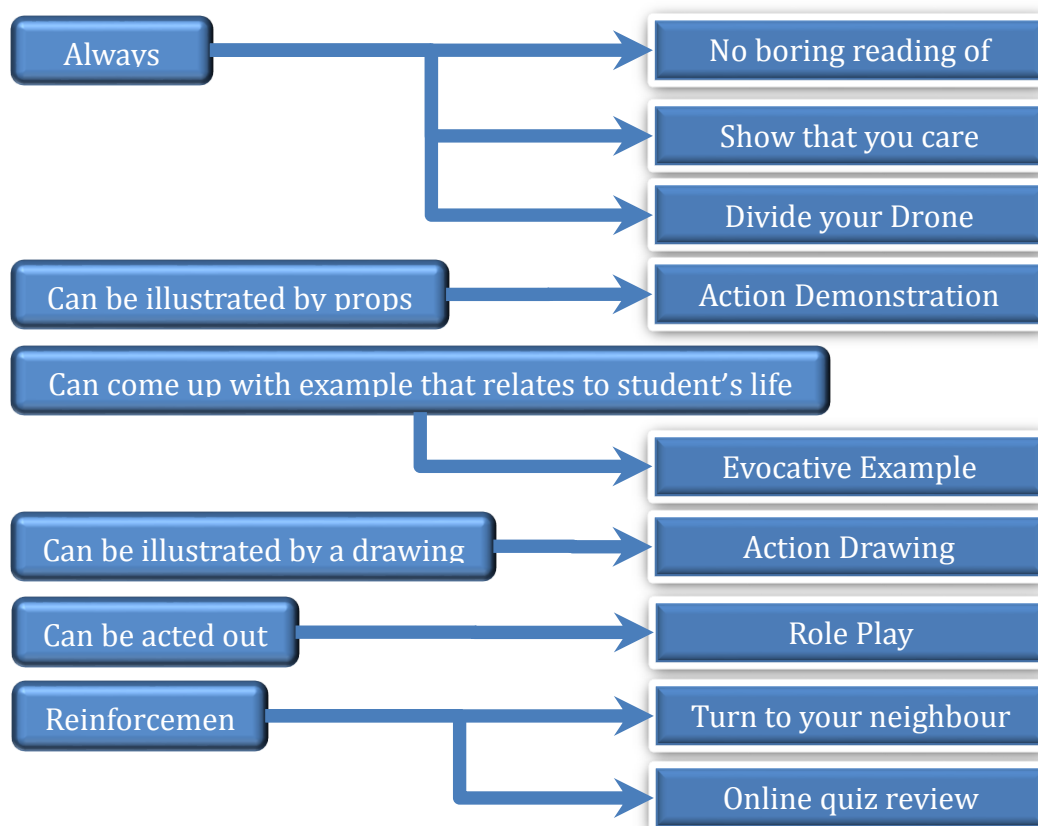 Always
No boring reading of
Show that you care
Divide your Drone
Can be illustrated by props
Action Demonstration
Can come up with example that relates to student's life
Evocative Example
Can be illustrated by a drawing
Action Drawing
Can be acted out
Role Play
Reinforcemen
Turn to your neighbour
Online quiz review